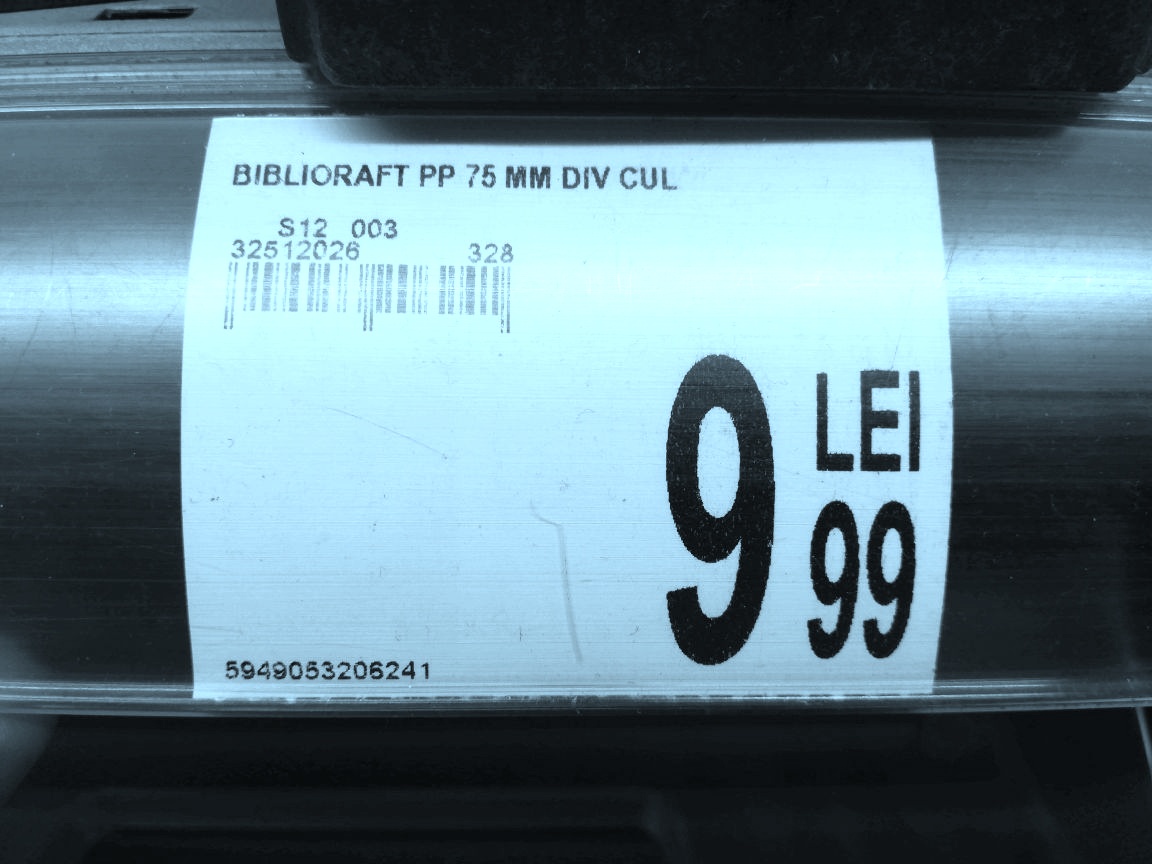 BIBLIORAFT PP 75 MM DIV CUL
S12 003
32512026 328
9 LEI
99
5949053206241